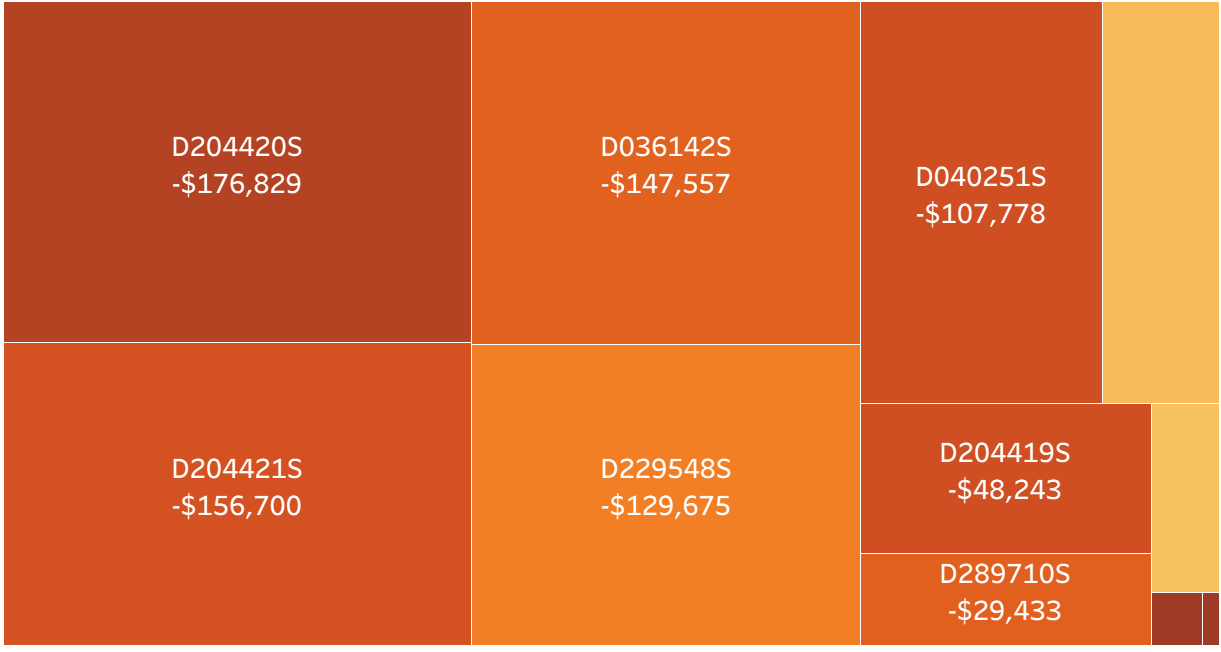 D204420S
-$176,829
D204421S
-$156,700
D036142S
-$147,557
D229548S
-$129,675
D040251S
-$107,778
D204419S
-$48,243
D289710S
-$29,433